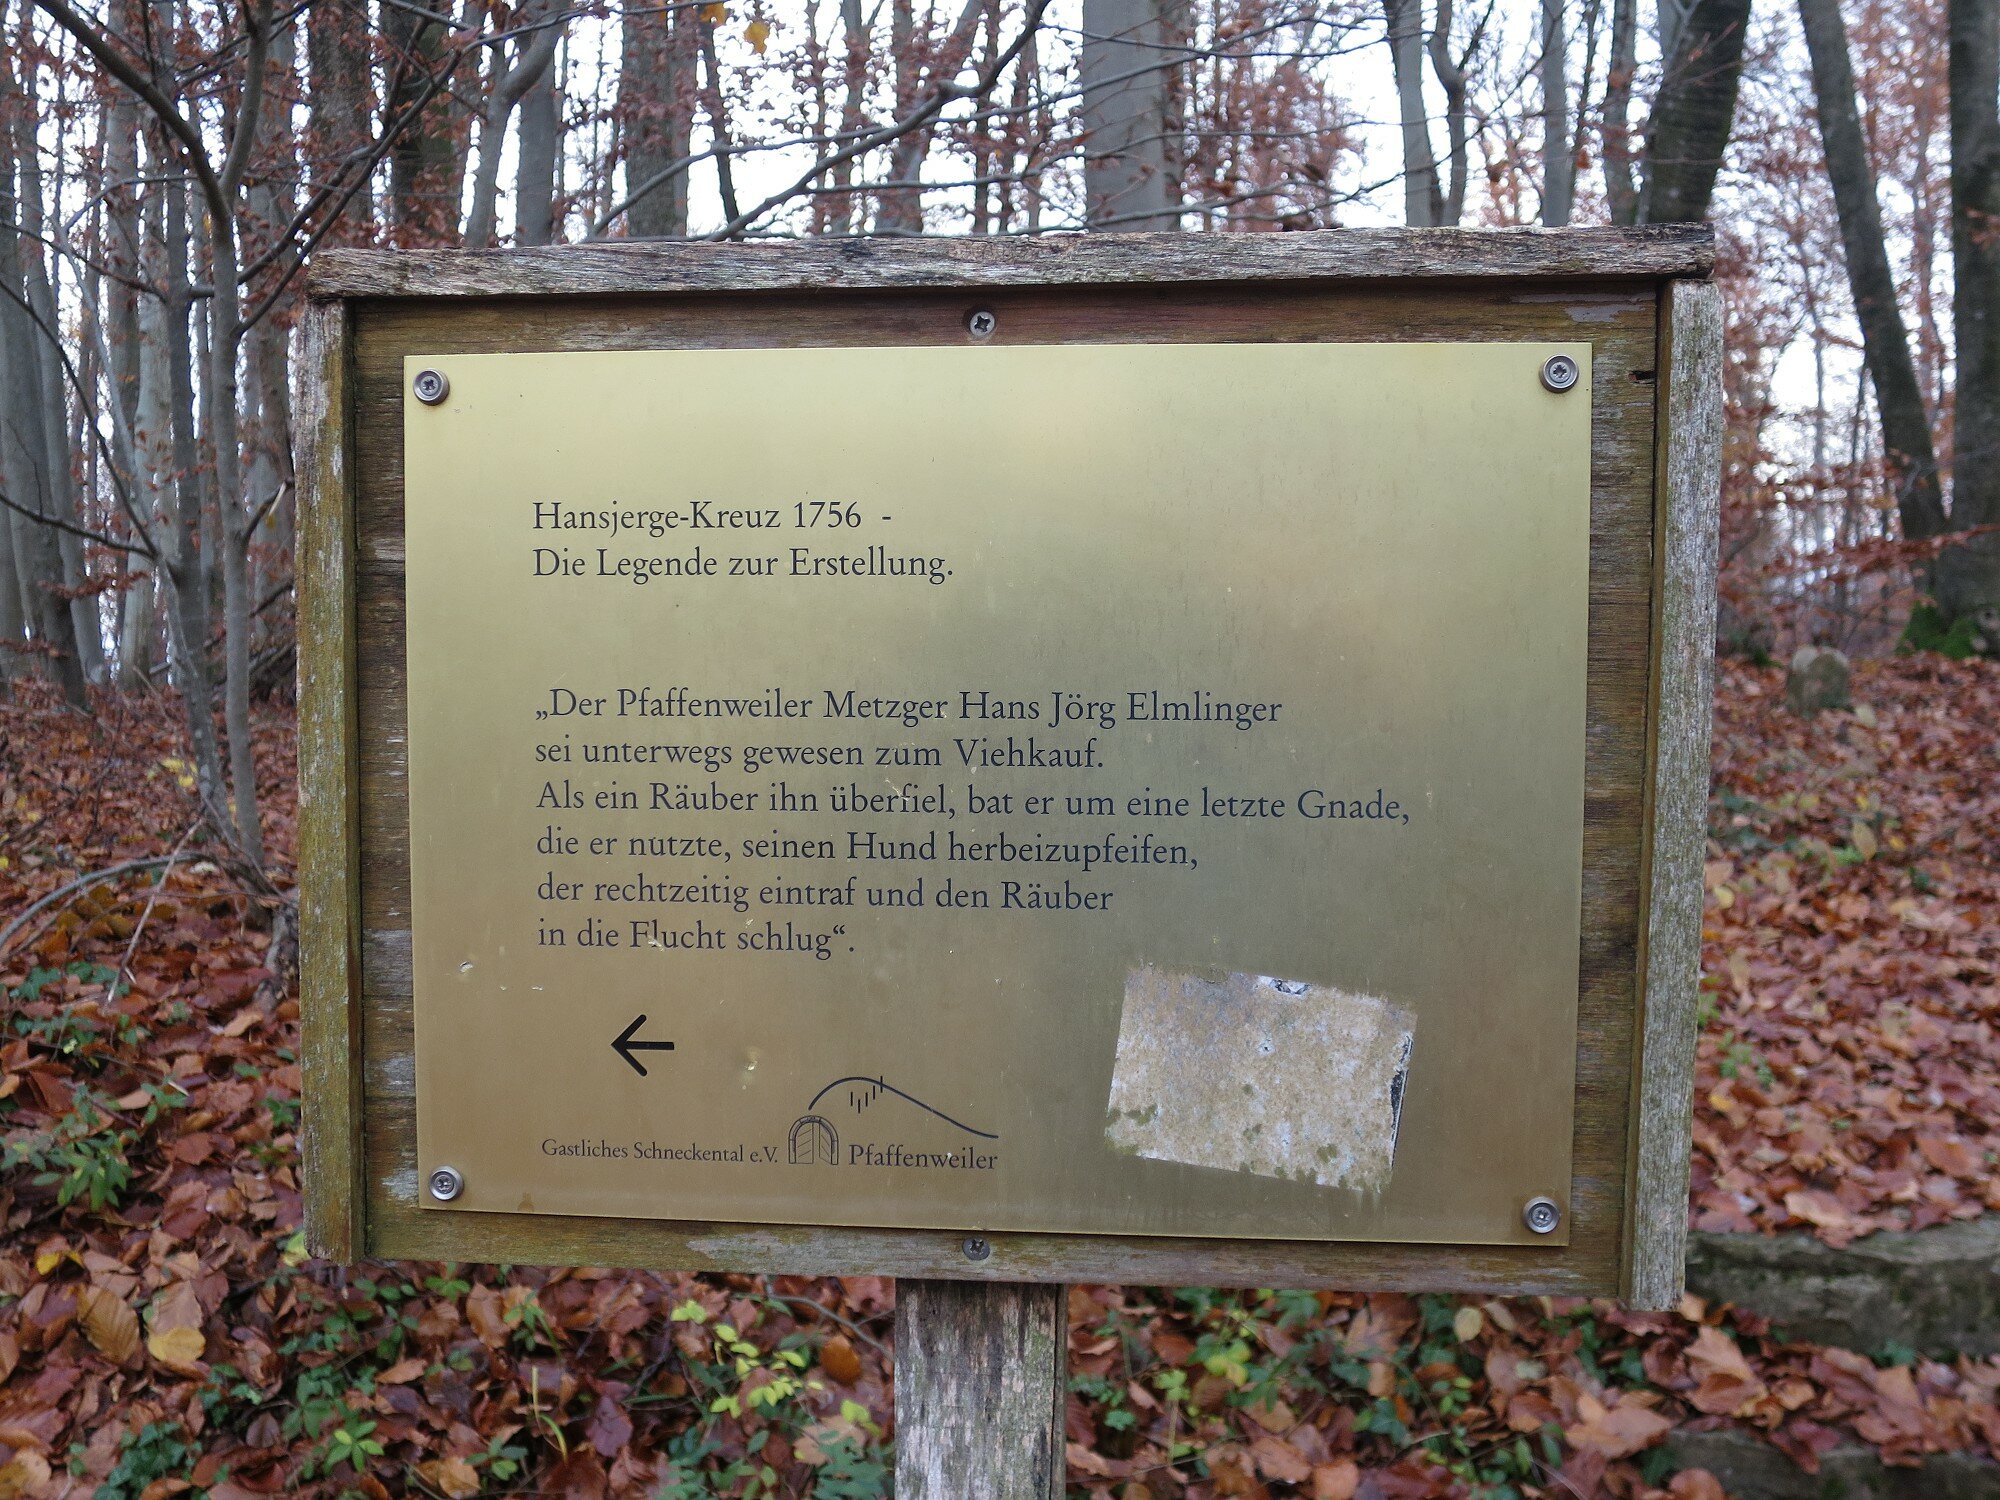 Hansjerge-Kreuz 1756 -
Die Legende zur Erstellung.
„Der Pfaffenweiler Metzger Hans Jörg Elmlinger
sei unterwegs gewesen zum Viehkauf.
Als ein Räuber ihn überfiel, bat er um eine letzte Gnade,
die er nutzte, seinen Hund herbeizupfeifen,
der rechtzeitig eintraf und den Räuber
in die Flucht schlug“.
Gastliches Schneckental e.V. Pfaffenweiler